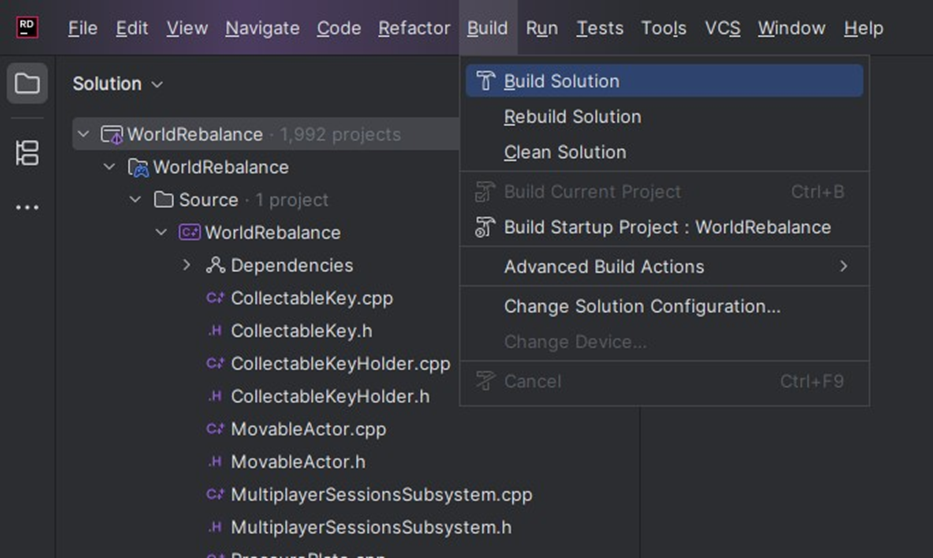 RD
File Edit View Navigate Code Refactor Build Run Tests Tools VCS Window Help
Solution
WorldRebalance · 1,992 projects
WorldRebalance
Source · 1 project
C+ WorldRebalance
Dependencies
C+ CollectableKey.cpp
.H CollectableKey.h
C+ CollectableKeyHolder.cpp
.H CollectableKeyHolder.h
C+ MovableActor.cpp
.H MovableActor.h
C+ MultiplayerSessionsSubsystem.cpp
.H MultiplayerSessionsSubsystem.h
C+ PressurePlate.cpp
Build Solution
Rebuild Solution
Clean Solution
Build Current Project Ctrl+B
Build Startup Project : WorldRebalance
Advanced Build Actions
Change Solution Configuration...
Change Device...
Cancel Ctrl+F9